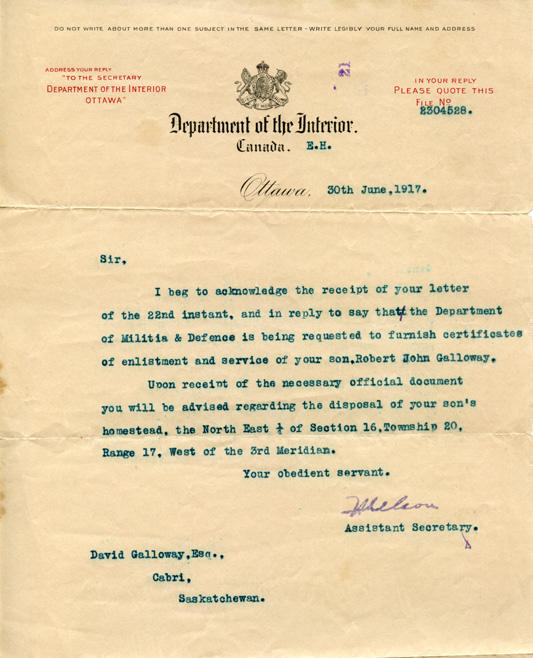 DO NOT WRITE ABOUT MORE THAN ONE SUBJECT IN THE SAME LETTER - WRITE LEGIBLY YOUR FULL NAME AND ADDRESS
ADDRESS YOUR REPLY
"TO THE SECRETARY
DEPARTMENT OF THE INTERIOR
OTTAWA"
21
IN YOUR REPLY
PLEASE QUOTE THIS
FILE No
2304528.
Department of the Interior.
Canada. E.H.
Ottawa, 30th June, 1917.
Sir,
I beg to acknowledge the receipt of your letter
of the 22nd instant, and in reply to say that the Department
of Militia & Defence is being requested to furnish certificates
of enlistment and service of your son, Robert John Galloway.
Upon receipt of the necessary official document
you will be advised regarding the disposal of your son's
homestead, the North East ¼ of Section 16, Township 20,
Range 17, West of the 3rd Meridian.
Your obedient servant.
Assistant Secretary.
David Galloway, Esq.,
Cabri,
Saskatchewan.